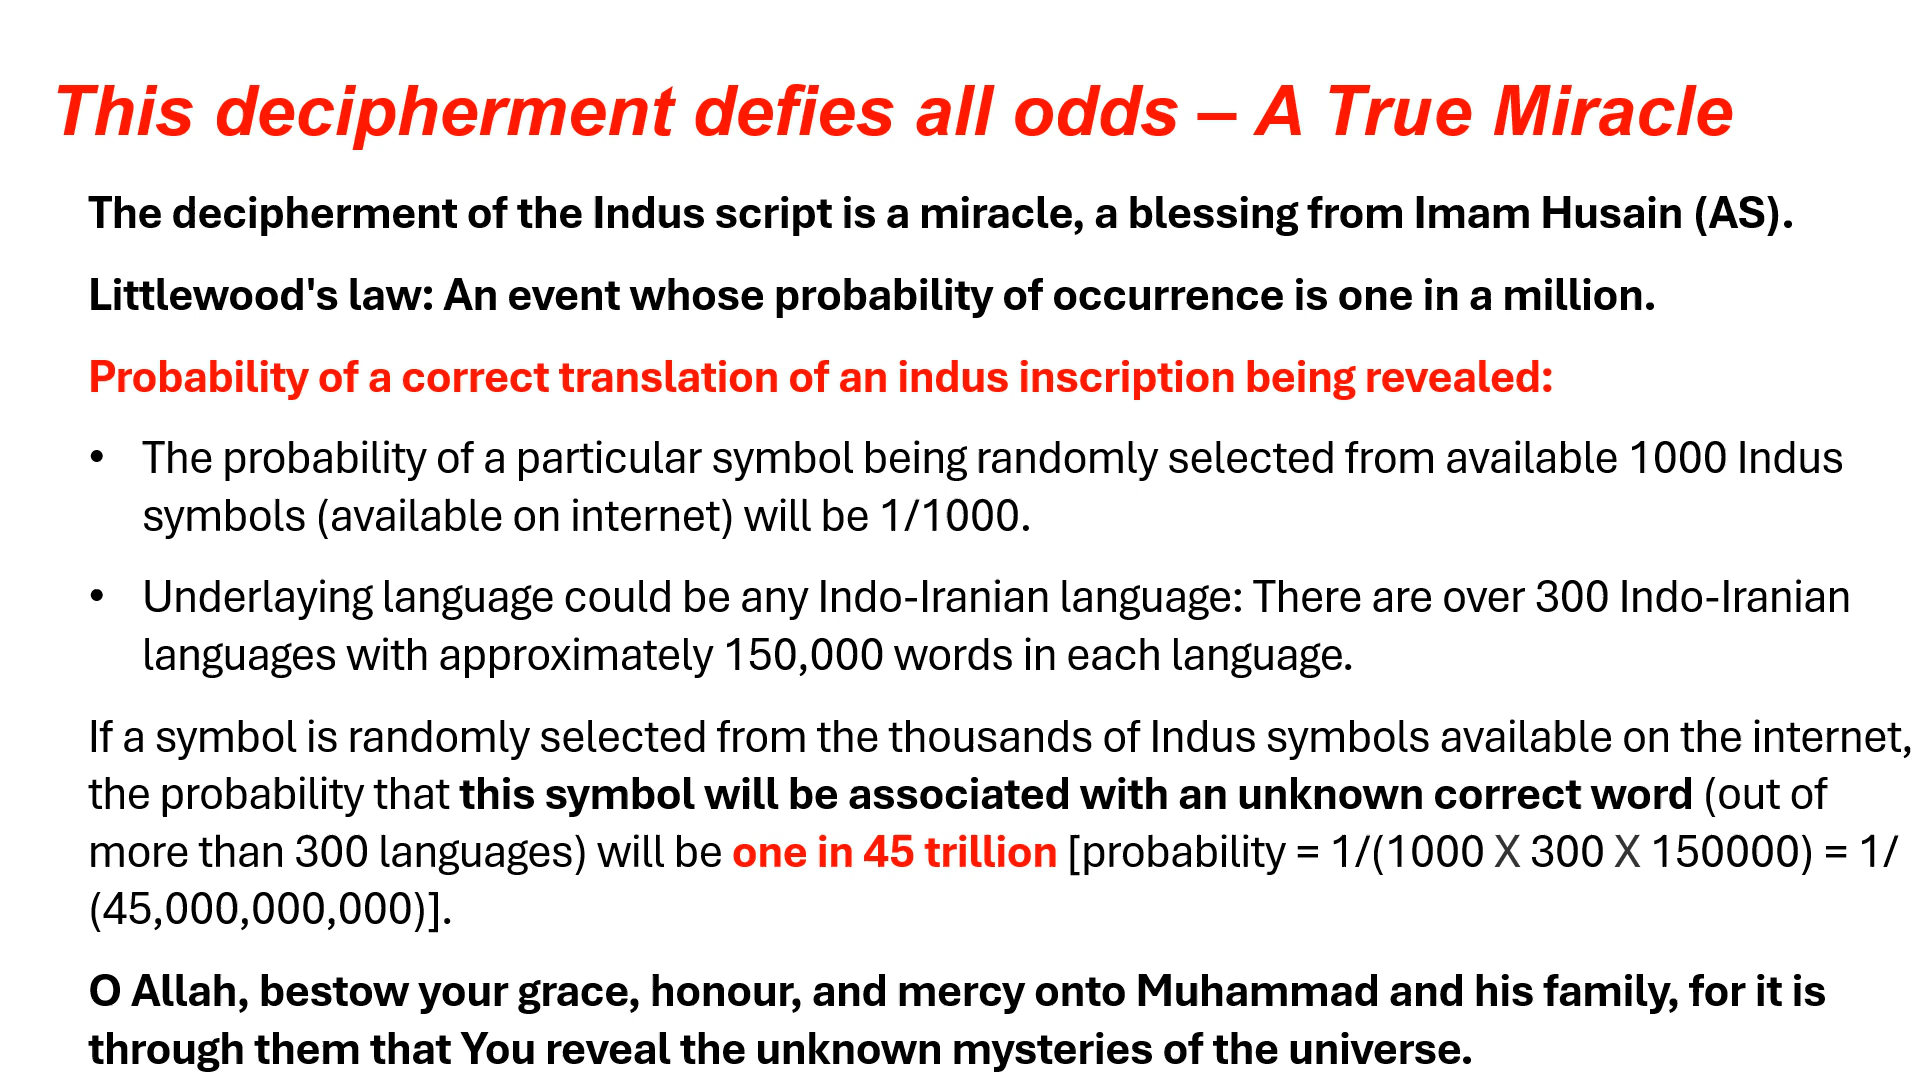 This decipherment defies all odds – A True Miracle
The decipherment of the Indus script is a miracle, a blessing from Imam Husain (AS).
Littlewood's law: An event whose probability of occurrence is one in a million.
Probability of a correct translation of an indus inscription being revealed:
• The probability of a particular symbol being randomly selected from available 1000 Indus
symbols (available on internet) will be 1/1000.
• Underlaying language could be any Indo-Iranian language: There are over 300 Indo-Iranian
languages with approximately 150,000 words in each language.
If a symbol is randomly selected from the thousands of Indus symbols available on the internet,
the probability that this symbol will be associated with an unknown correct word (out of
more than 300 languages) will be one in 45 trillion [probability = 1/(1000 X 300 X 150000) = 1/
(45,000,000,000)].
O Allah, bestow your grace, honour, and mercy onto Muhammad and his family, for it is
through them that You reveal the unknown mysteries of the universe.